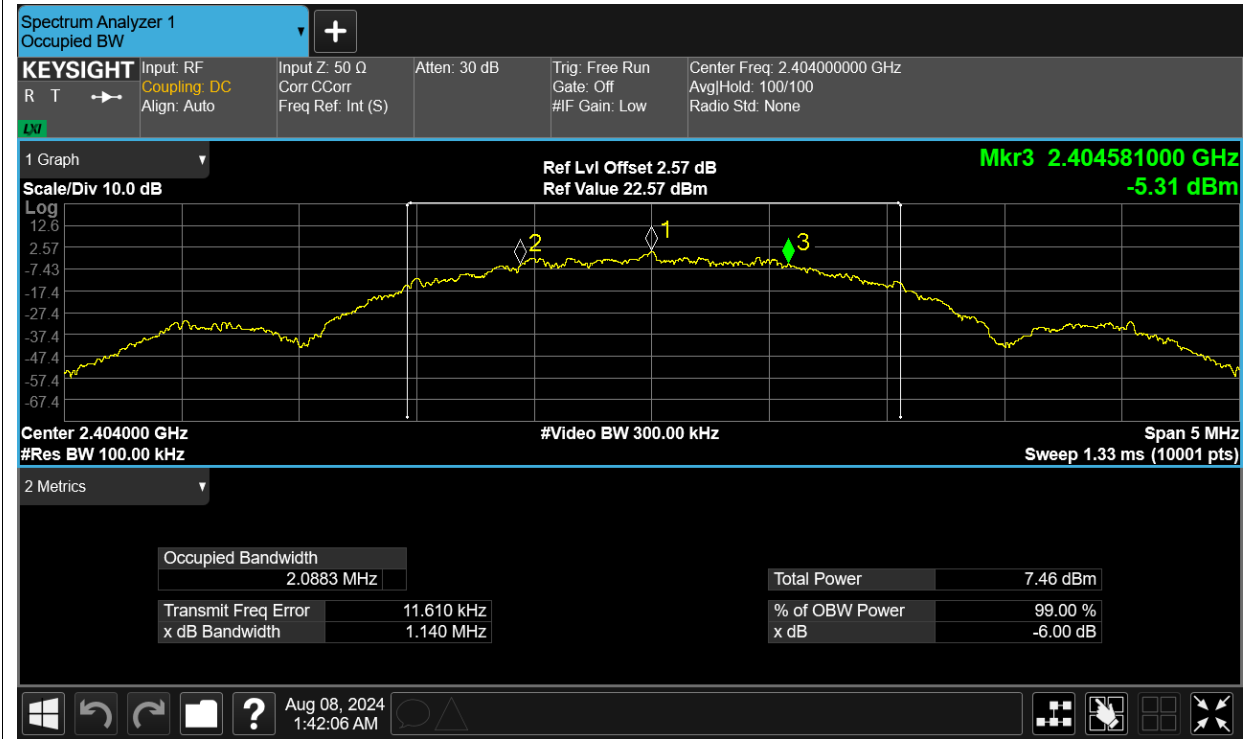 Spectrum Analyzer 1
Occupied BW
KEYSIGHT
R T
LXI
Input: RF
Coupling: DC
Align: Auto
Input Z: 50 Ω
Corr CCorr
Freq Ref: Int (S)
Atten: 30 dB
Trig: Free Run
Gate: Off
#IF Gain: Low
Center Freq: 2.404000000 GHz
Avg|Hold: 100/100
Radio Std: None
1 Graph
Scale/Div 10.0 dB
Ref Lvl Offset 2.57 dB
Ref Value 22.57 dBm
Mkr3 2.404581000 GHz
-5.31 dBm
Log
12.6
2.57
-7.43
-17.4
-27.4
-37.4
-47.4
-57.4
-67.4
2
1
3
Center 2.404000 GHz
#Res BW 100.00 kHz
#Video BW 300.00 kHz
Span 5 MHz
Sweep 1.33 ms (10001 pts)
2 Metrics
Occupied Bandwidth
2.0883 MHz
Transmit Freq Error 11.610 kHz
x dB Bandwidth 1.140 MHz
Total Power 7.46 dBm
% of OBW Power 99.00 %
x dB -6.00 dB
?
Aug 08, 2024
1:42:06 AM